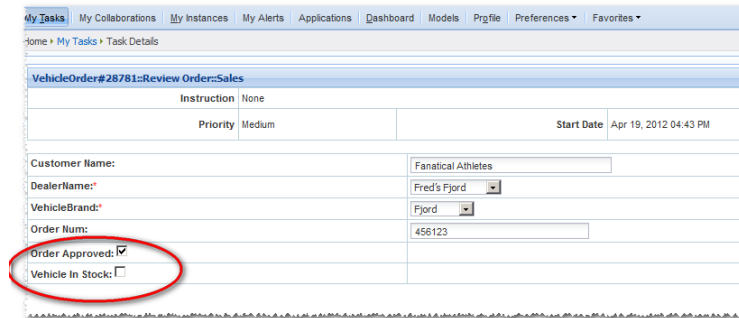 My Tasks My Collaborations My Instances My Alerts Applications Dashboard Models Profile Preferences Favorites
Home My Tasks Task Details
VehicleOrder#28781::Review Order::Sales
Instruction None
Priority Medium Start Date Apr 19, 2012 04:43 PM
Customer Name: Fanatical Athletes
DealerName:* Fred's Fjord
VehicleBrand:* Fjord
Order Num: 456123
Order Approved:
Vehicle In Stock: